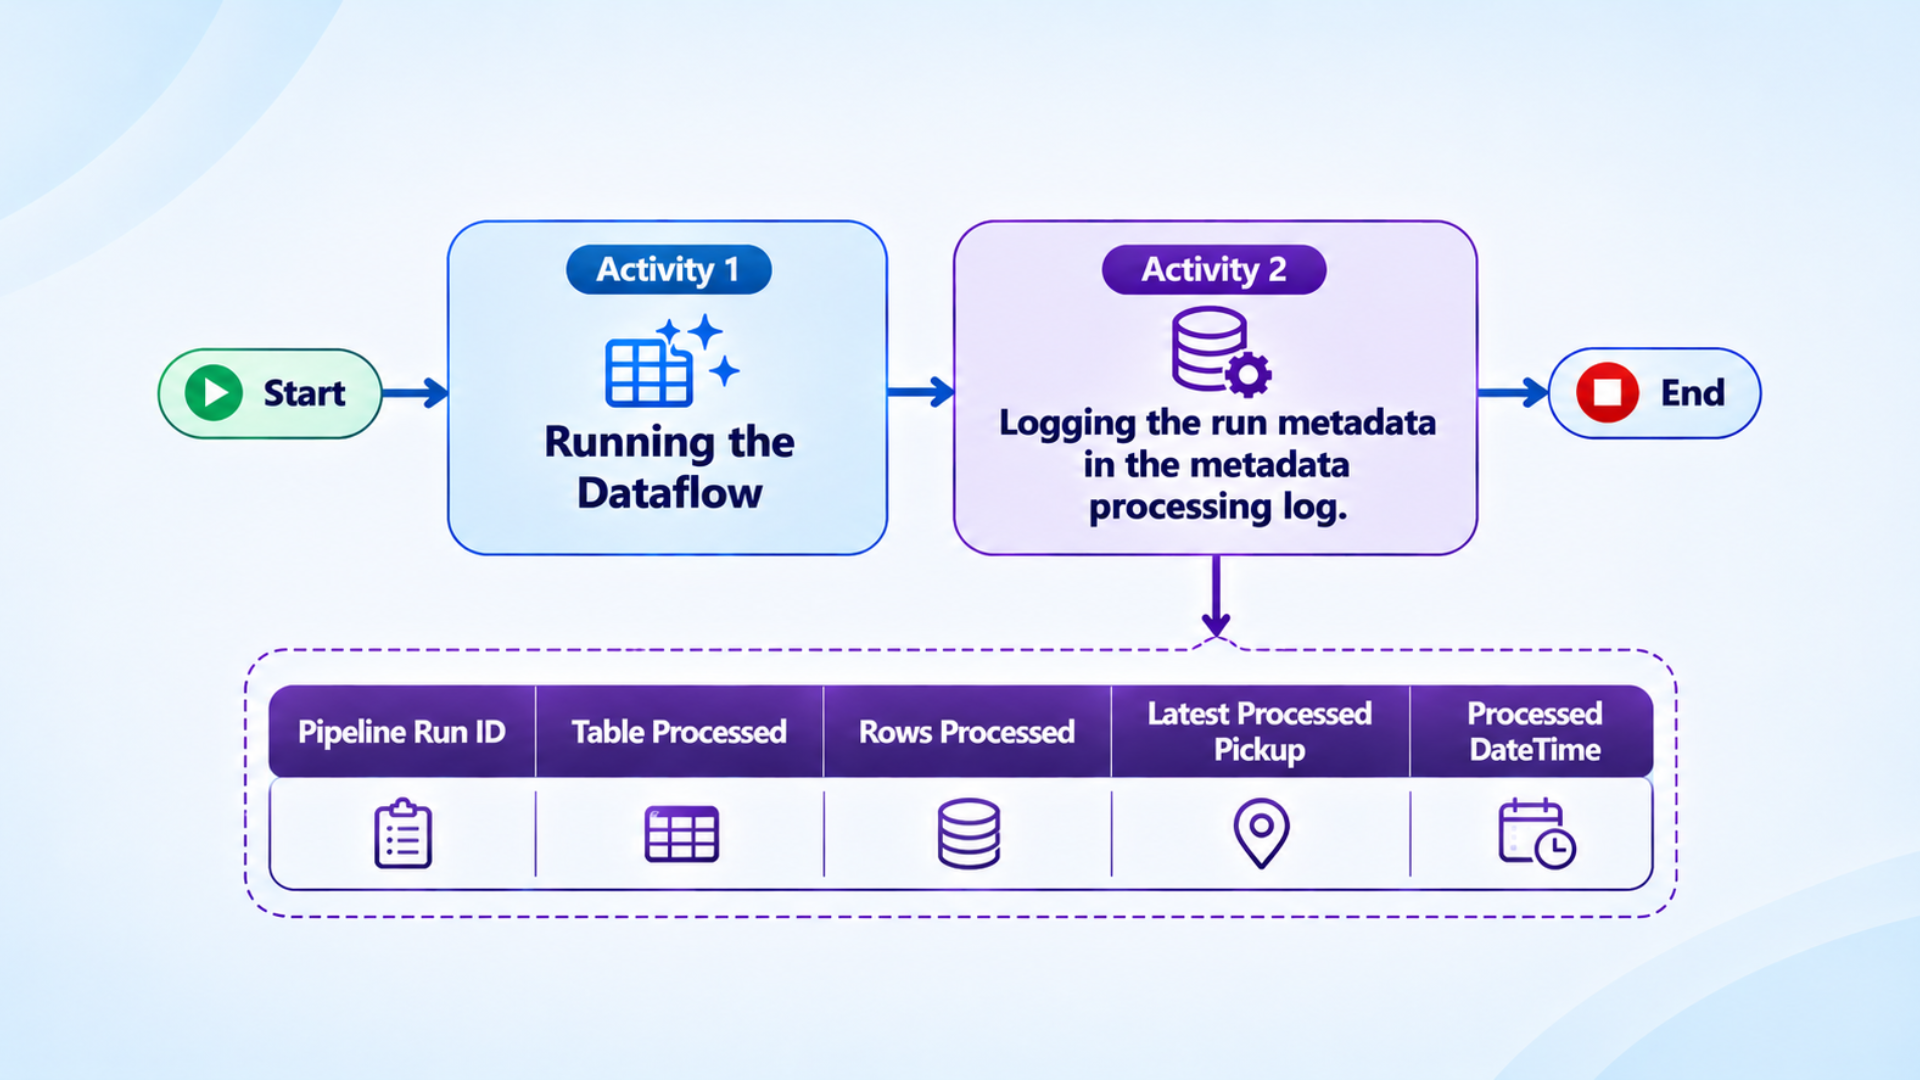 Start
Activity 1
Running the
Dataflow
Activity 2
Logging the run metadata
in the metadata
processing log.
End
Pipeline Run ID
Table Processed
Rows Processed
Latest Processed
Pickup
Processed
DateTime